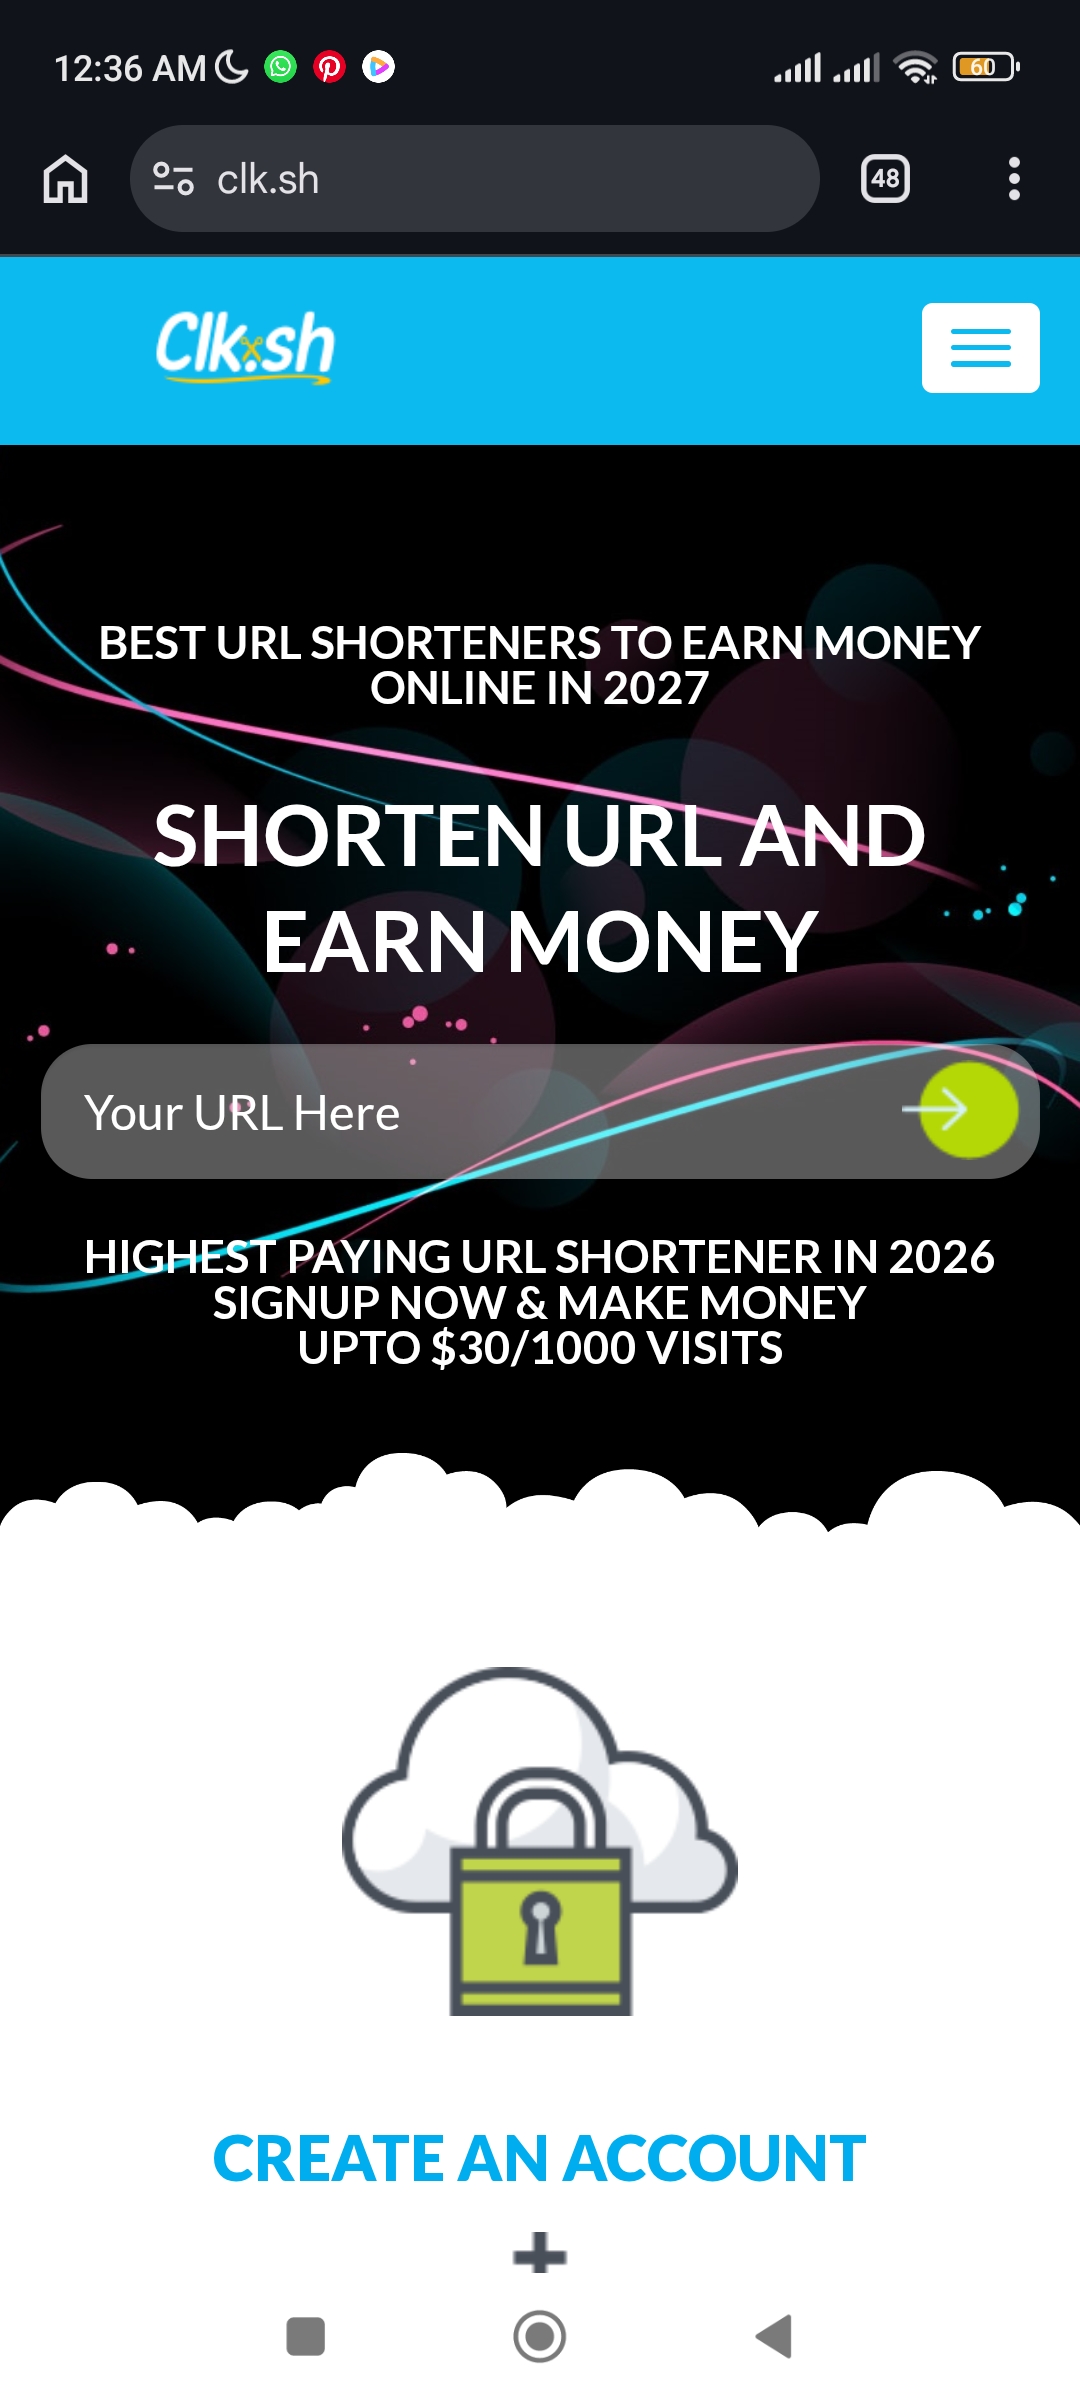 12:36 AM
60
clk.sh
48
Clk.sh
BEST URL SHORTENERS TO EARN MONEY
ONLINE IN 2027
SHORTEN URL AND
EARN MONEY
Your URL Here
HIGHEST PAYING URL SHORTENER IN 2026
SIGNUP NOW & MAKE MONEY
UPTO $30/1000 VISITS
CREATE AN ACCOUNT